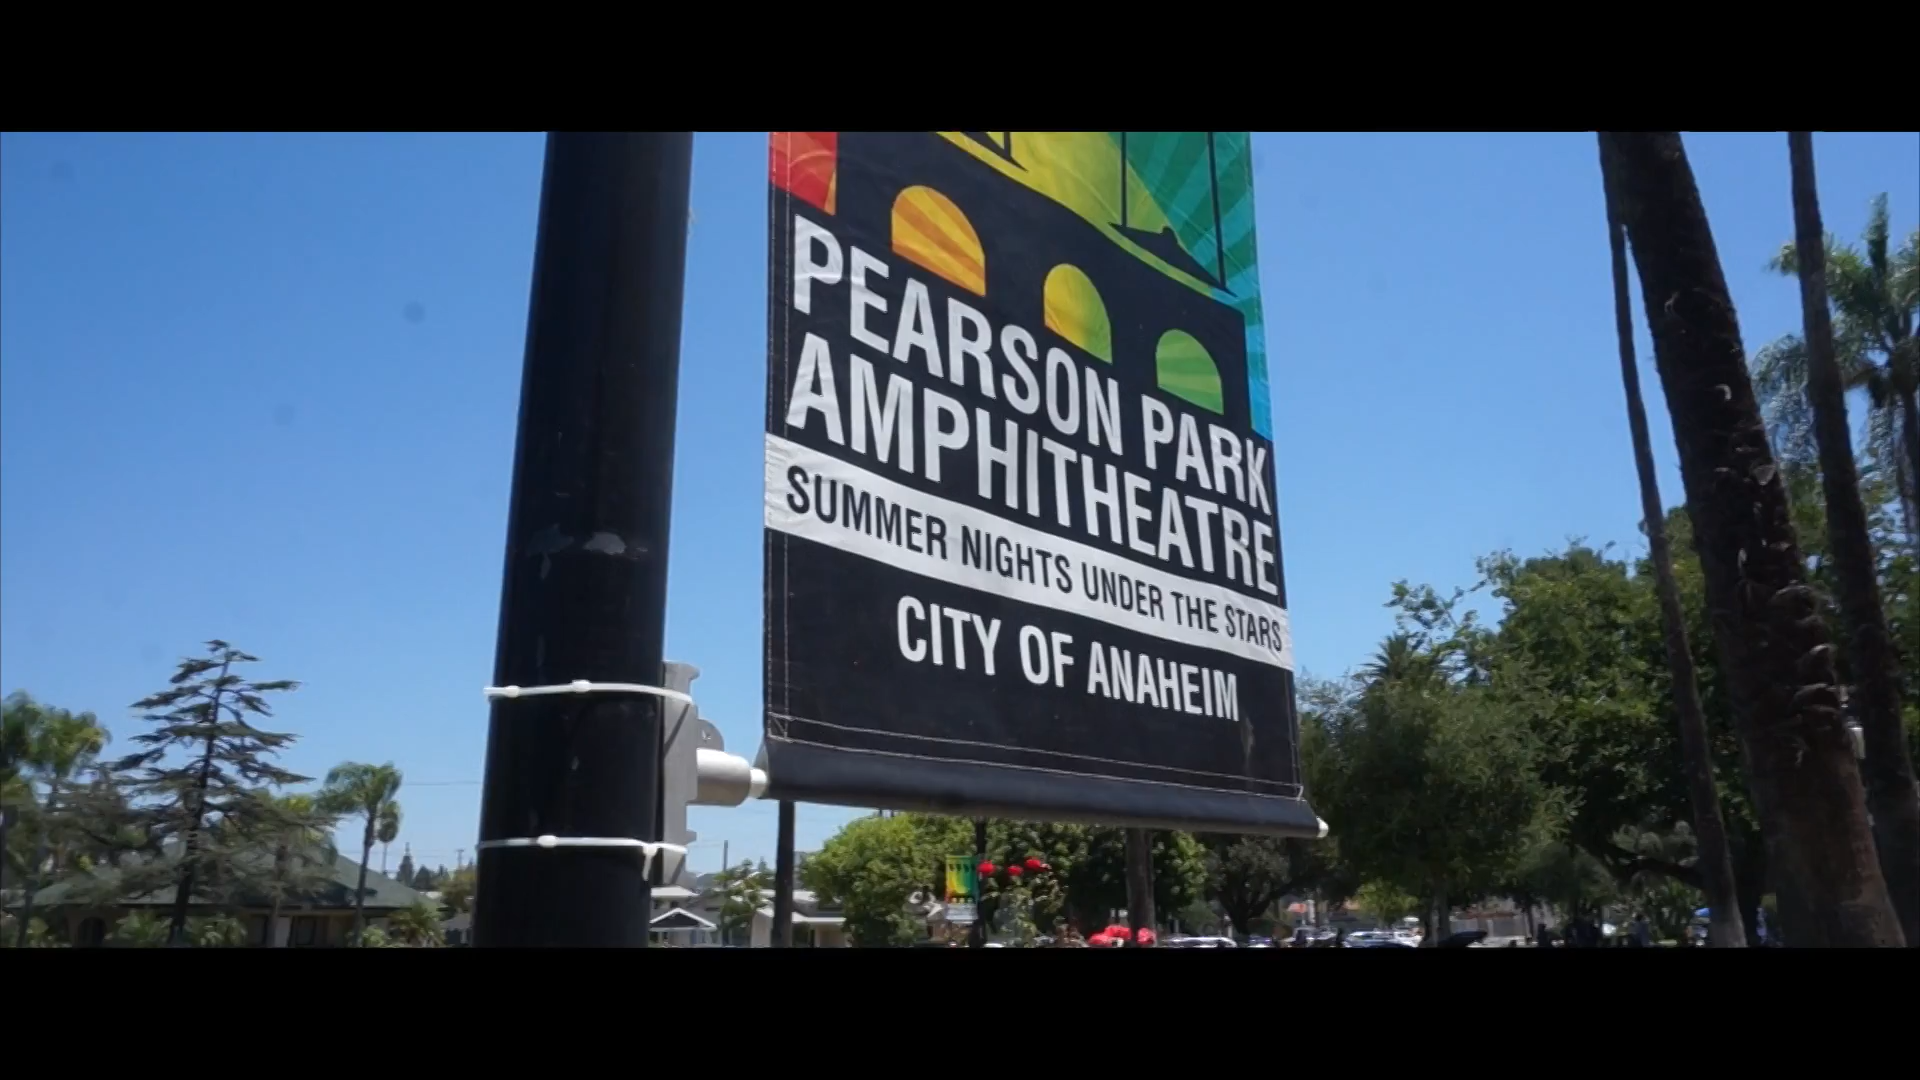 PEARSON PARK
AMPHITHEATRE
SUMMER NIGHTS UNDER THE STARS
CITY OF ANAHEIM